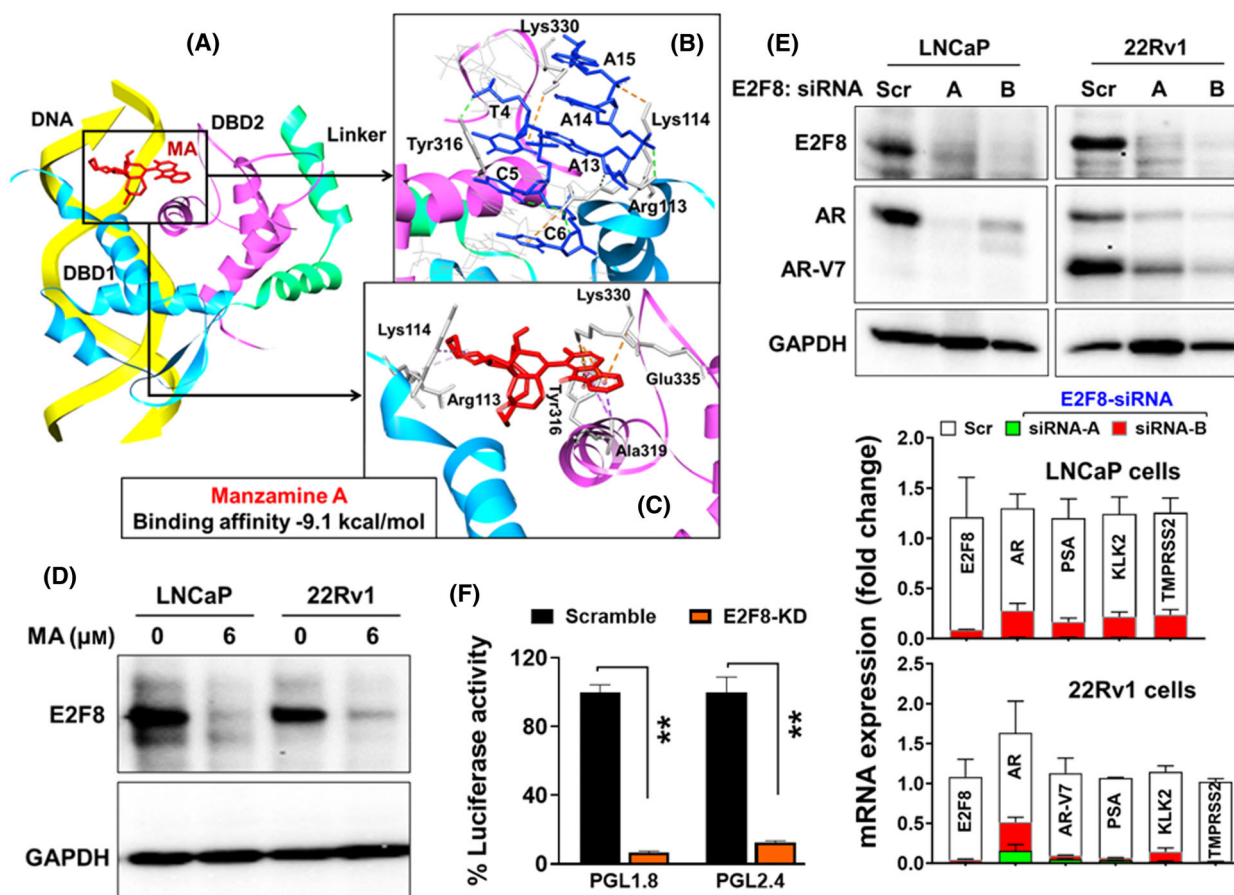 (A)
DNA
DBD2
MA
Linker
DBD1
Manzamine A
Binding affinity -9.1 kcal/mol
(B)
Lys330
A15
T4
A14
Lys114
Tyr316
A13
C5
Arg113
C6
(C)
Lys330
Lys114
Arg113
Tyr316
Glu335
Ala319
(D)
LNCaP 22Rv1
MA (μM) 0 6 0 6
E2F8
GAPDH
(E)
LNCaP 22Rv1
E2F8: siRNA Scr A B Scr A B
E2F8
AR
AR-V7
GAPDH
E2F8-siRNA
Scr siRNA-A siRNA-B
mRNA expression (fold change)
LNCaP cells
2.0
1.5
1.0
0.5
0.0
E2F8 AR PSA KLK2 TMPRSS2
22Rv1 cells
2.0
1.5
1.0
0.5
0.0
E2F8 AR AR-V7 PSA KLK2 TMPRSS2
(F)
Scramble E2F8-KD
% Luciferase activity
120
80
40
0
** **
PGL1.8 PGL2.4